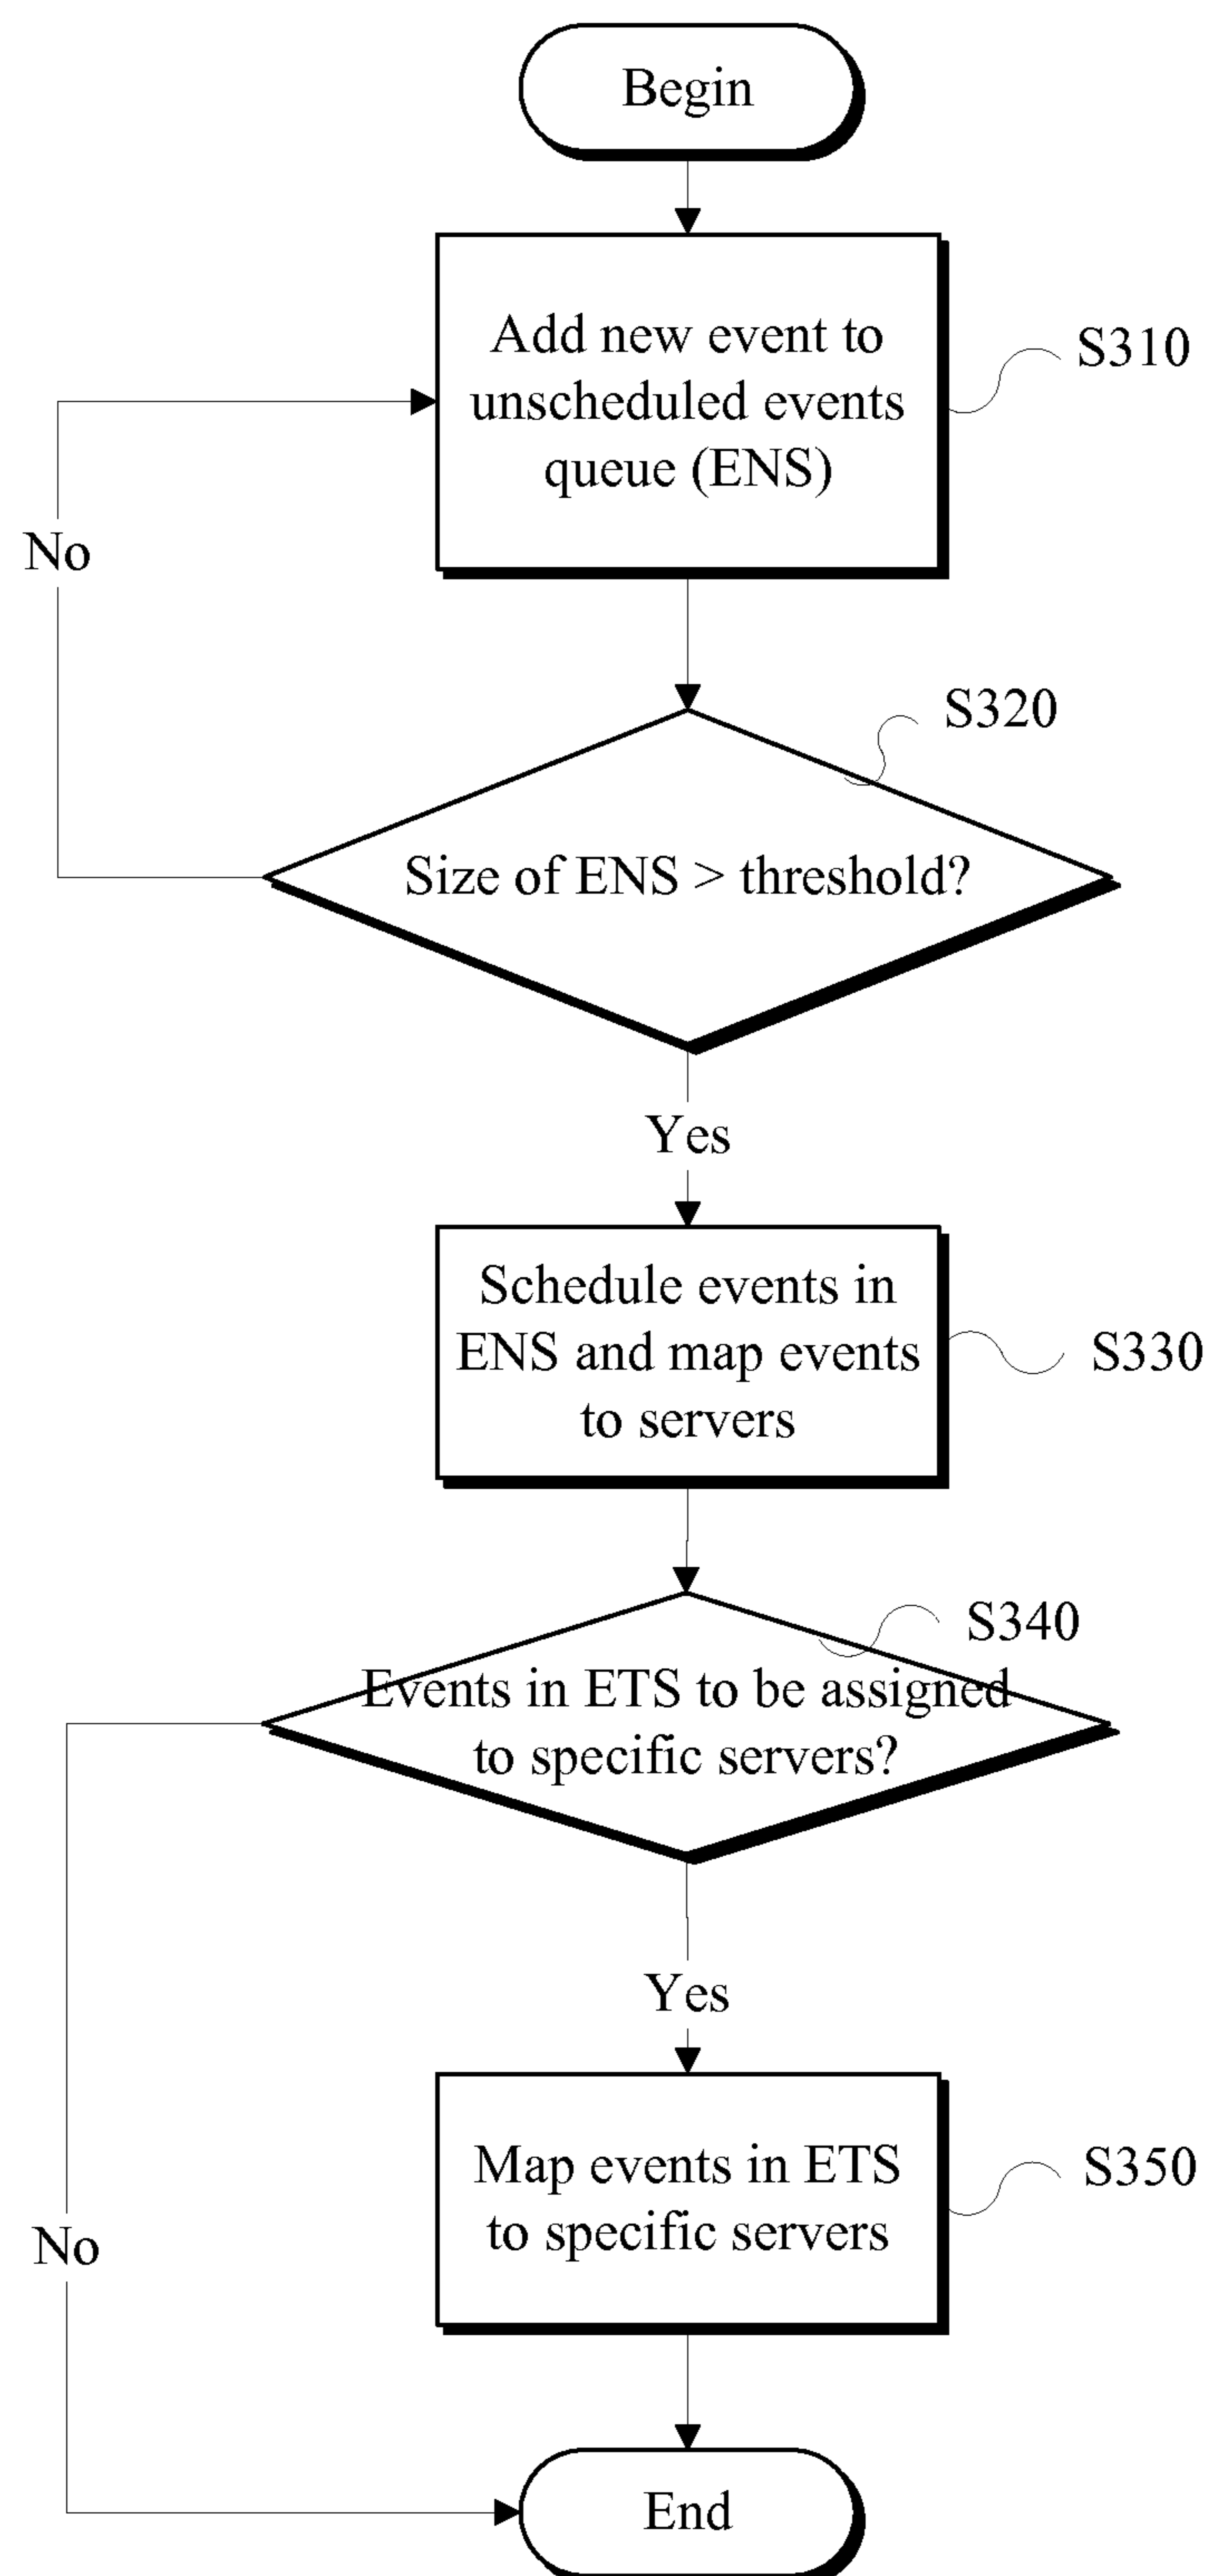 Begin
Add new event to
unscheduled events
queue (ENS)
S310
No
S320
Size of ENS > threshold?
Yes
Schedule events in
ENS and map events
to servers
S330
S340
Events in ETS to be assigned
to specific servers?
Yes
Map events in ETS
to specific servers
S350
No
End